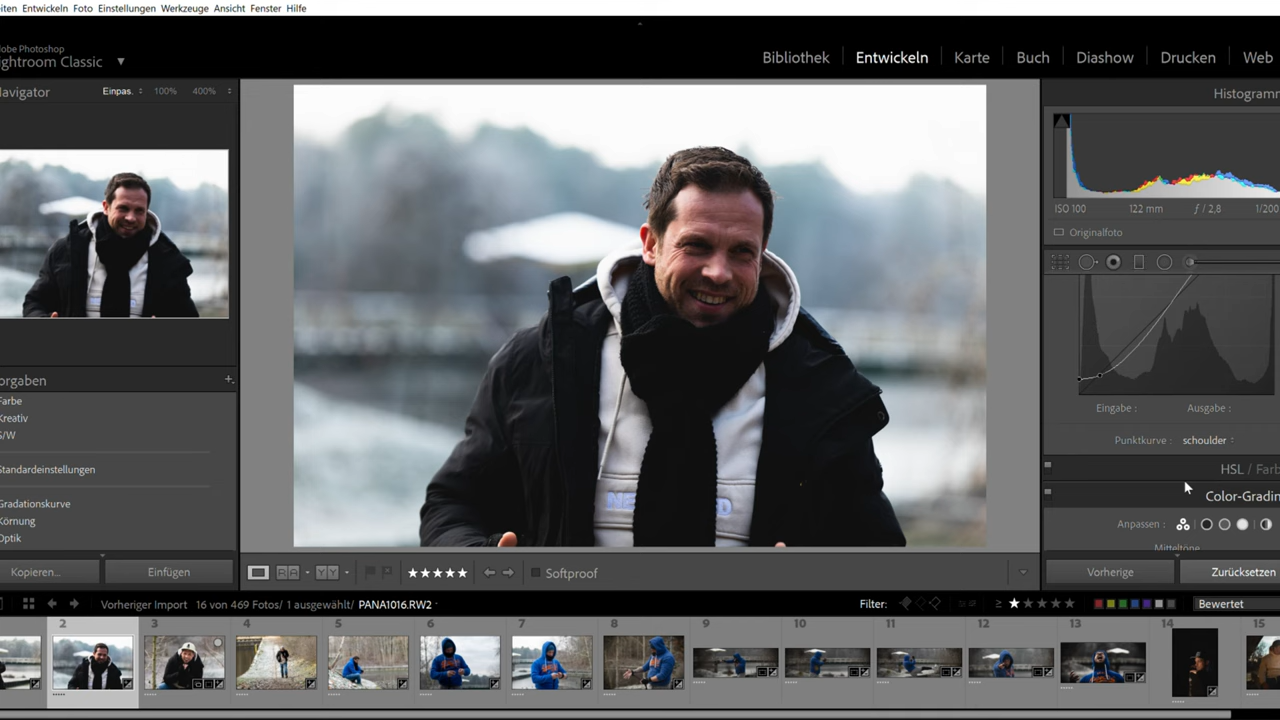 iten Entwickeln Foto Einstellungen Werkzeuge Ansicht Fenster Hilfe
dobe Photoshop
ghtroom Classic
Bibliothek Entwickeln Karte Buch Diashow Drucken Web
avigator Einpas. 100% 400%
Histogramm
ISO 100 122 mm ƒ / 2,8 1/200
Originalfoto
orgaben
Farbe
Kreativ
S/W
Standardeinstellungen
Gradationskurve
Körnung
Optik
Eingabe : Ausgabe :
Punktkurve : schoulder
HSL / Farb
Color-Gradin
Anpassen :
Mitteltöne
Kopieren... Einfügen
Softproof
Vorherige Zurücksetzen
Vorheriger Import 16 von 469 Fotos/ 1 ausgewählt/ PANA1016.RW2
Filter: ≥ Bewertet
2 3 4 5 6 7 8 9 10 11 12 13 14 15